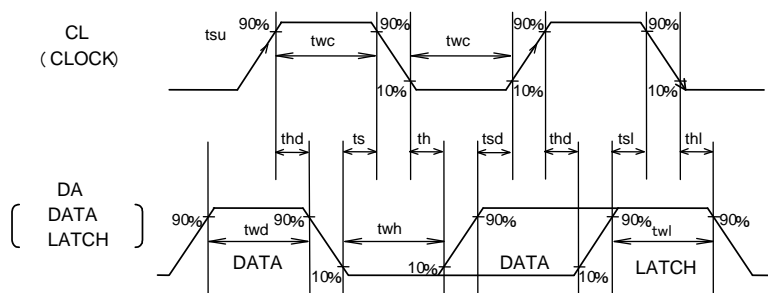 CL
(CLOCK)
tsu
90%
twc
90%
twc
90%
90%
10%
10%
10%
thd
ts
th
tsd
thd
tsl
thl
DA
DATA
LATCH
90%
twd
90%
twh
90%
90%
twl
90%
DATA
10%
10%
DATA
10%
LATCH